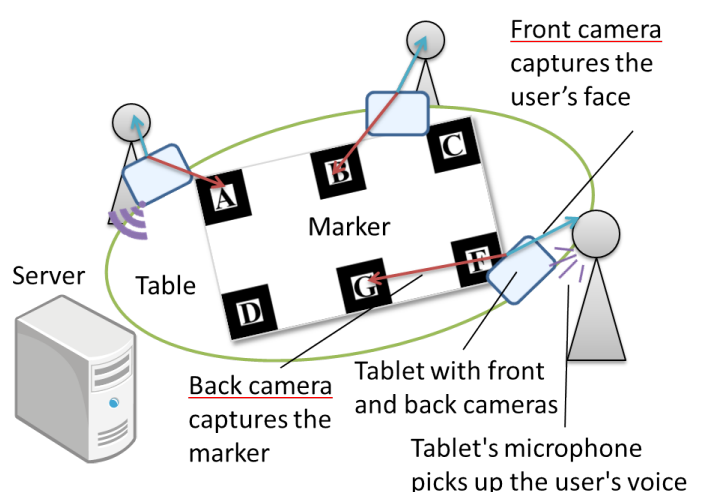 Front camera
captures the
user's face
C
B
A
Marker
F
Server
Table
G
D
Back camera
captures the
marker
Tablet with front
and back cameras
Tablet's microphone
picks up the user's voice